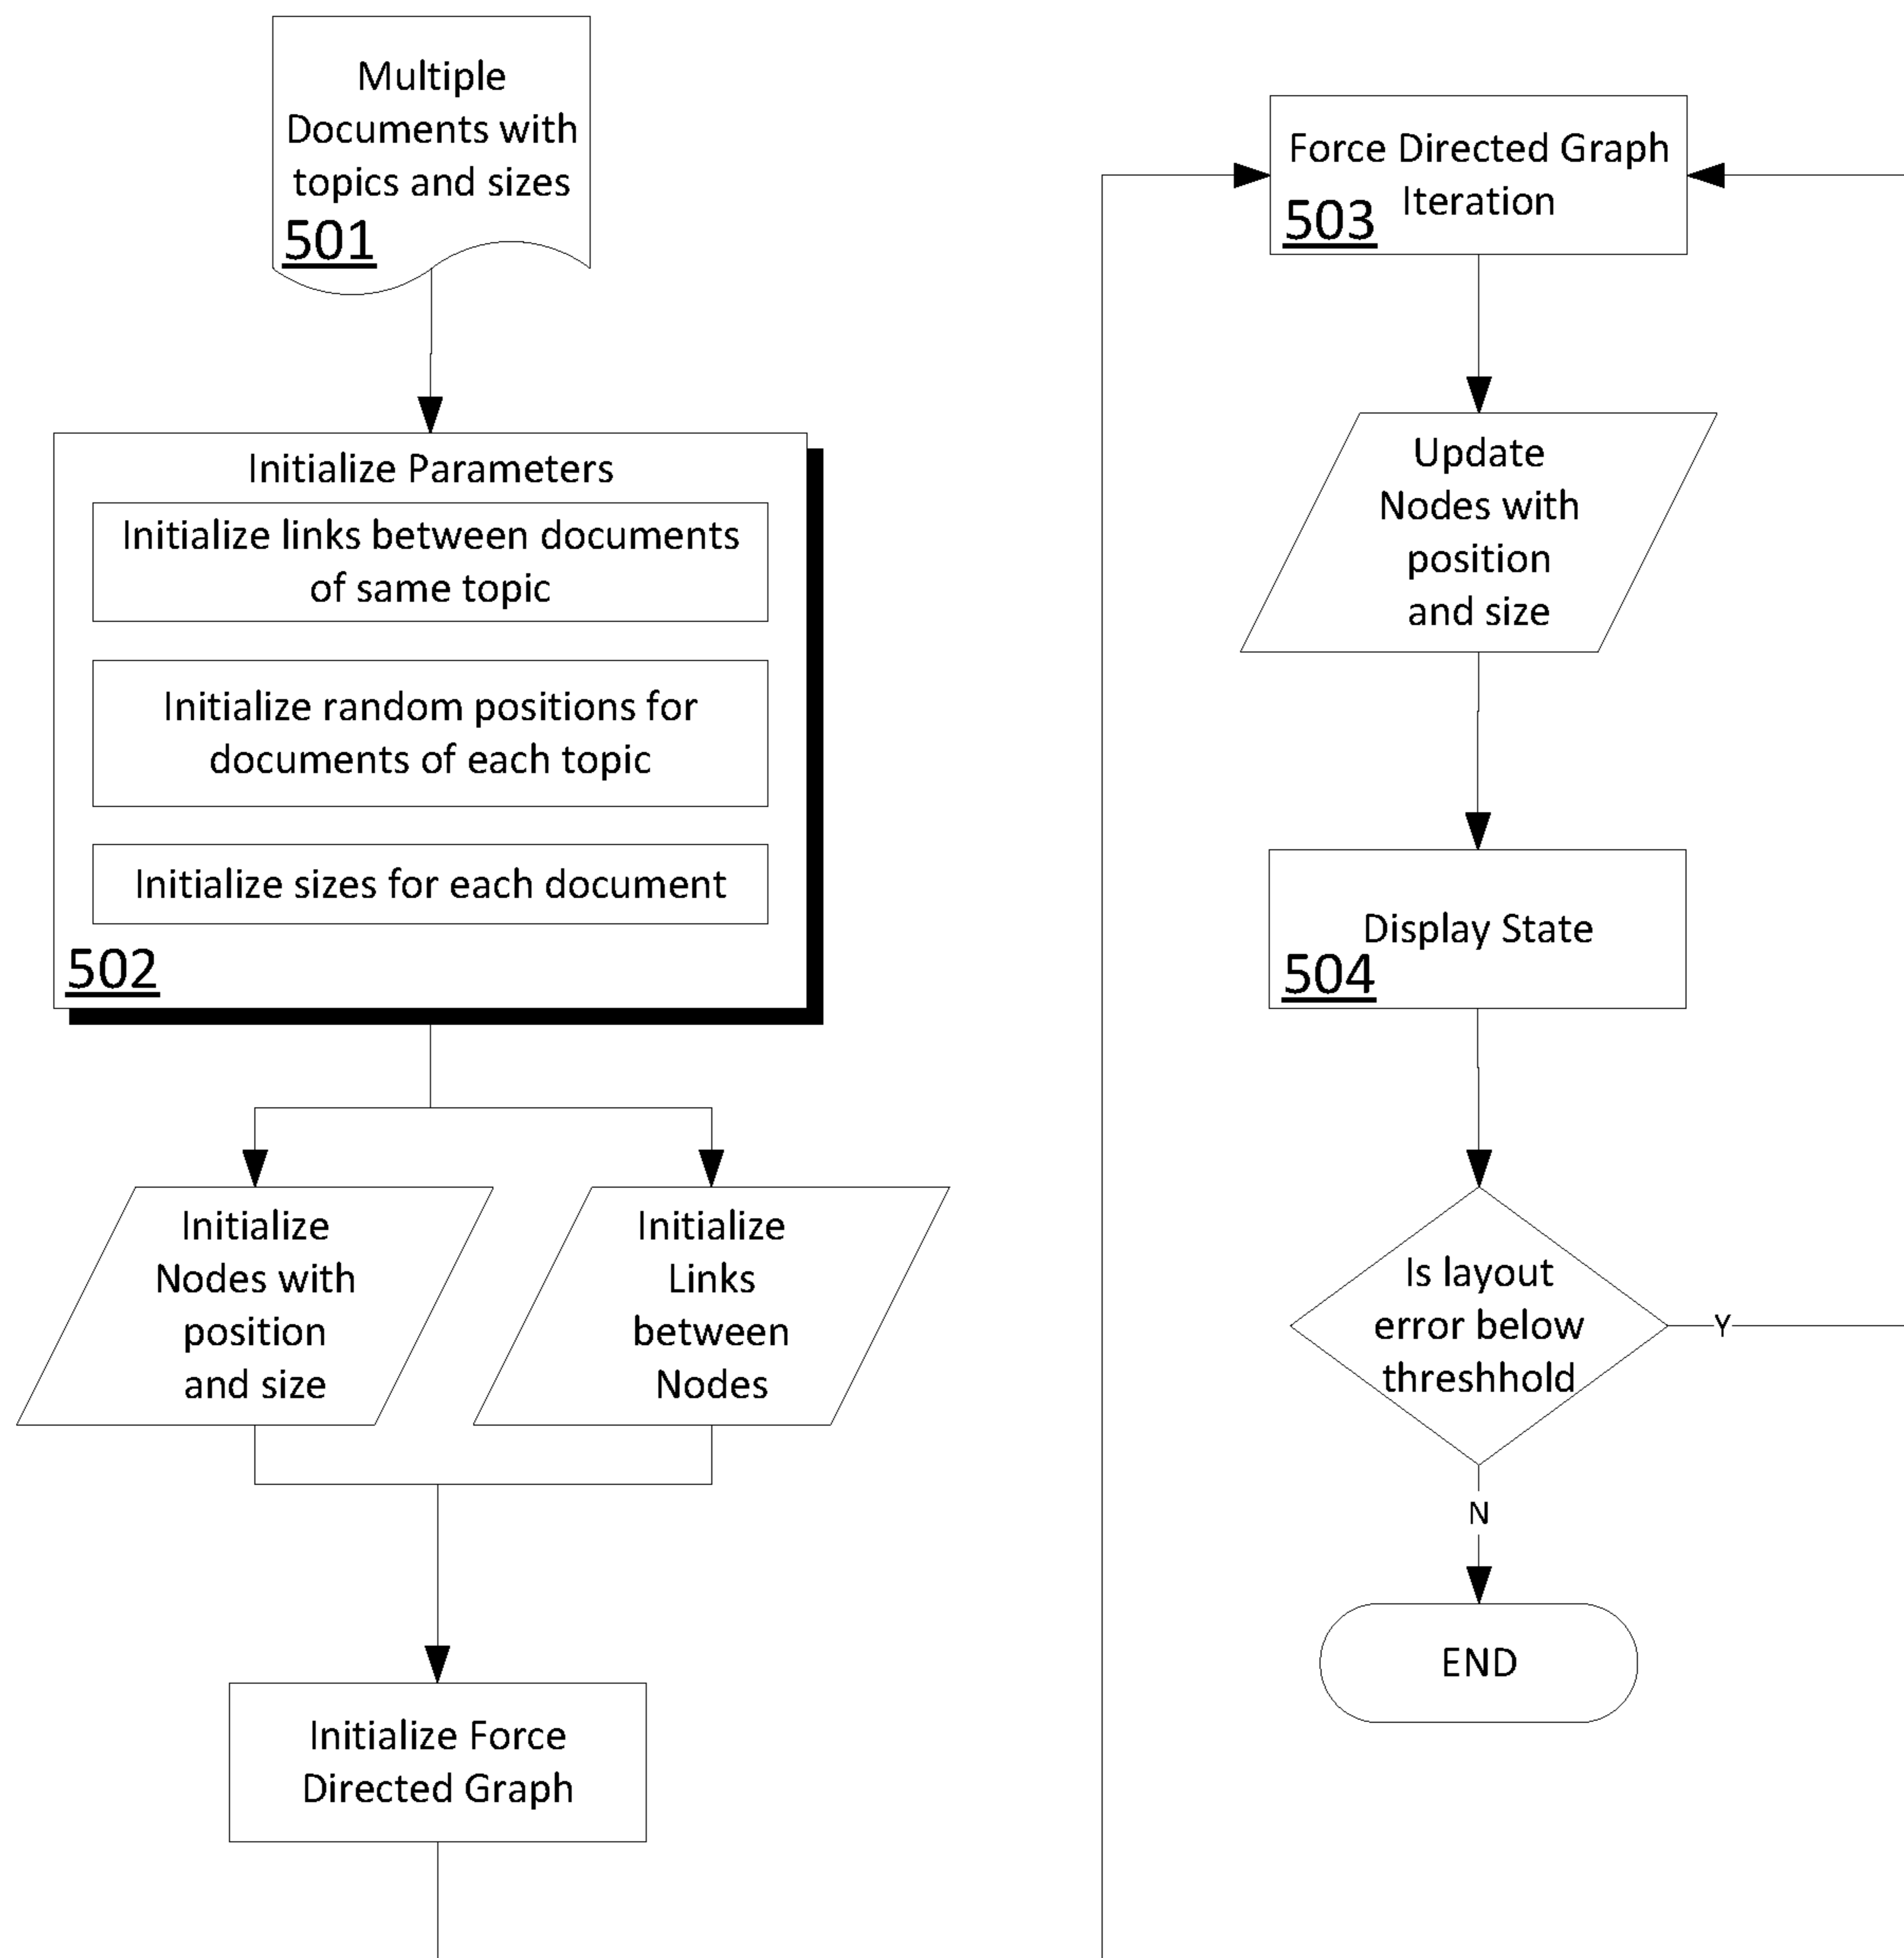 Multiple
Documents with
topics and sizes
501
Initialize Parameters
Initialize links between documents
of same topic
Initialize random positions for
documents of each topic
Initialize sizes for each document
502
Initialize
Nodes with
position
and size
Initialize
Links
between
Nodes
Initialize Force
Directed Graph
Force Directed Graph
Iteration
503
Update
Nodes with
position
and size
Display State
504
Is layout
error below
threshhold
Y
N
END